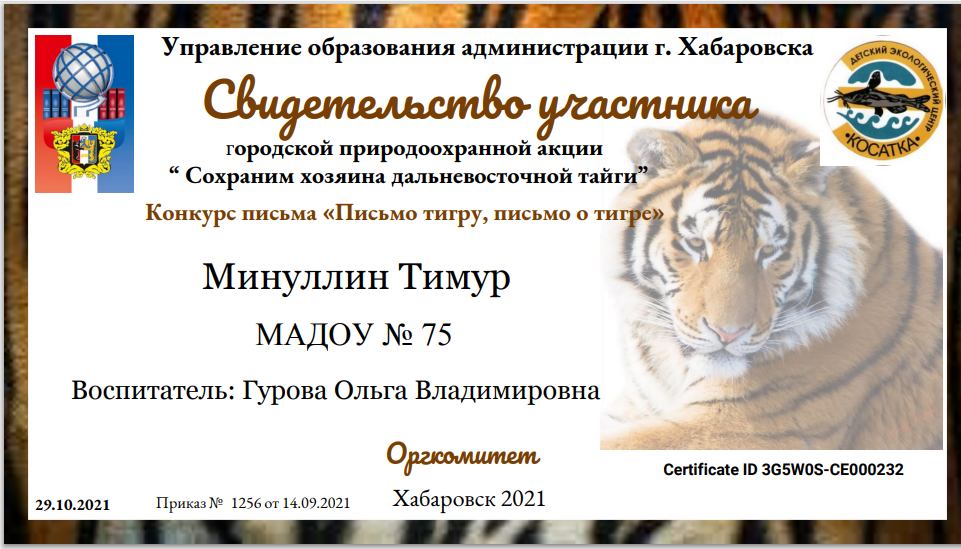 Управление образования администрации г. Хабаровска
Свидетельство участника
городской природоохранной акции
“ Сохраним хозяина дальневосточной тайги”
Конкурс письма «Письмо тигру, письмо о тигре»
ДЕТСКИЙ ЭКОЛОГИЧЕСКИЙ ЦЕНТР
•КОСАТКА•
Минуллин Тимур
МАДОУ № 75
Воспитатель: Гурова Ольга Владимировна
Оргкомитет
Certificate ID 3G5W0S-CE000232
29.10.2021 Приказ № 1256 от 14.09.2021 Хабаровск 2021